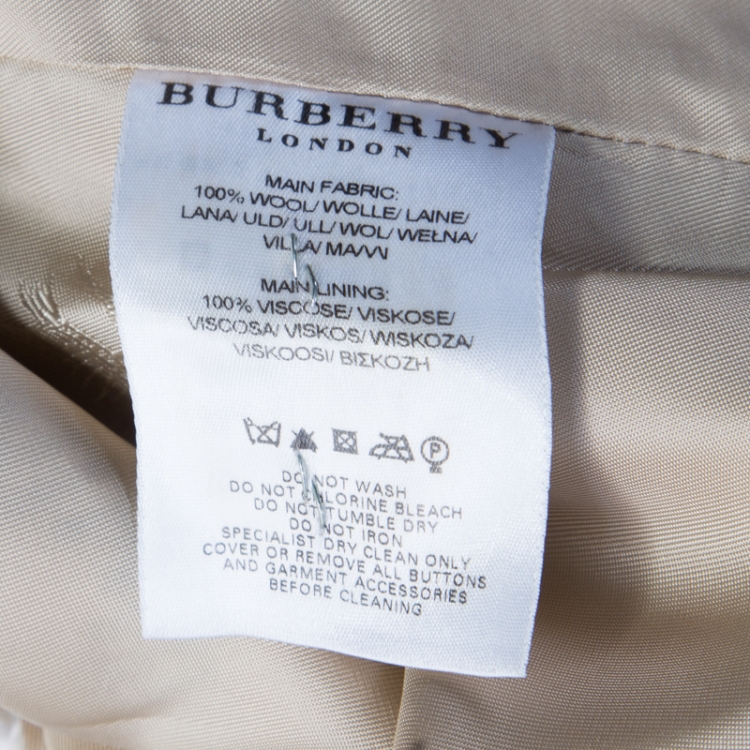 BURBERRY
LONDON
MAIN FABRIC:
100% WOOL/ WOLLE/ LAINE/
LANA/ ULD/ ULL/ WOL/ WEŁNA/
VILLA/ ΜΑΛΛΙ
MAIN LINING:
100% VISCOSE/ VISKOSE/
VISCOSA/ VISKOS/ WISKOZA/
VISKOOSI/ ΒΙΣΚΟΖΗ
P
DO NOT WASH
DO NOT CHLORINE BLEACH
DO NOT TUMBLE DRY
DO NOT IRON
SPECIALIST DRY CLEAN ONLY
COVER OR REMOVE ALL BUTTONS
AND GARMENT ACCESSORIES
BEFORE CLEANING